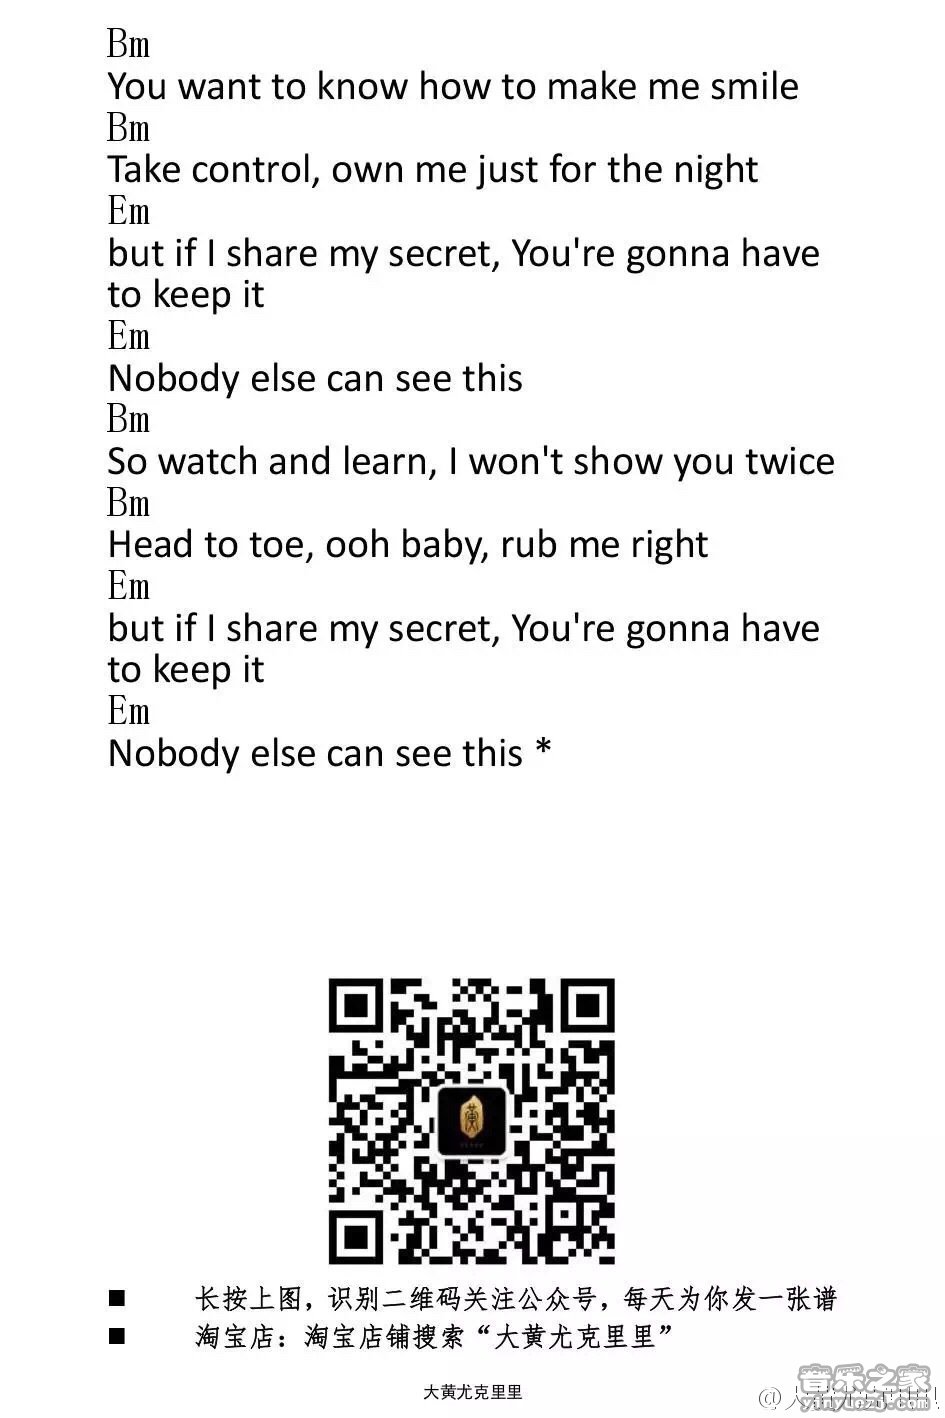 Bm
You want to know how to make me smile
Bm
Take control, own me just for the night
Em
but if I share my secret, You're gonna have
to keep it
Em
Nobody else can see this
Bm
So watch and learn, I won't show you twice
Bm
Head to toe, ooh baby, rub me right
Em
but if I share my secret, You're gonna have
to keep it
Em
Nobody else can see this *
■ 长按上图，识别二维码关注公众号，每天为你发一张谱
■ 淘宝店：淘宝店铺搜索“大黄尤克里里”
大黄尤克里里
音乐之家
yinyuezj.com